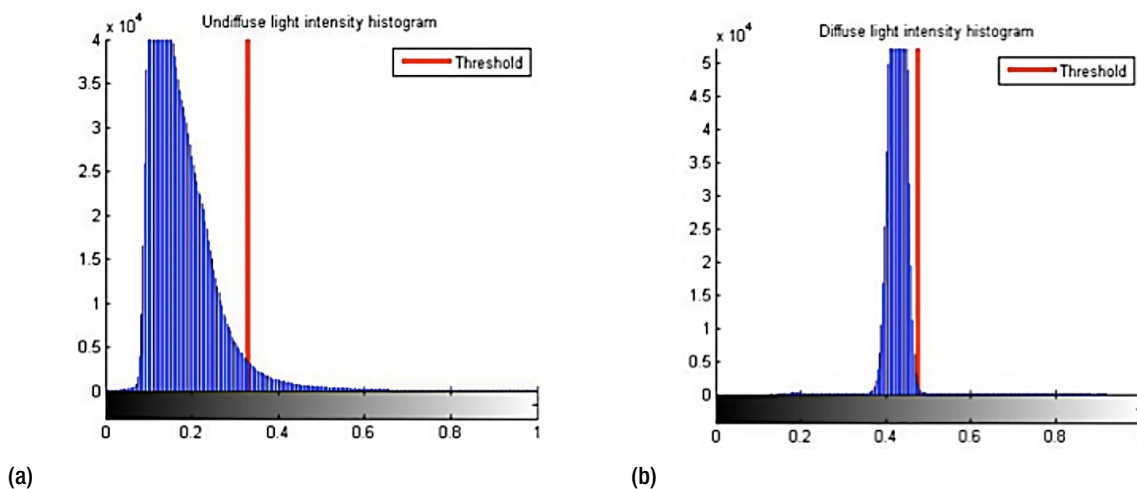 Undiffuse light intensity histogram
x 10^4
4
3.5
3
2.5
2
1.5
1
0.5
0
0 0.2 0.4 0.6 0.8 1
Threshold
(a)
Diffuse light intensity histogram
x 10^4
5
4.5
4
3.5
3
2.5
2
1.5
1
0.5
0
0 0.2 0.4 0.6 0.8
Threshold
(b)